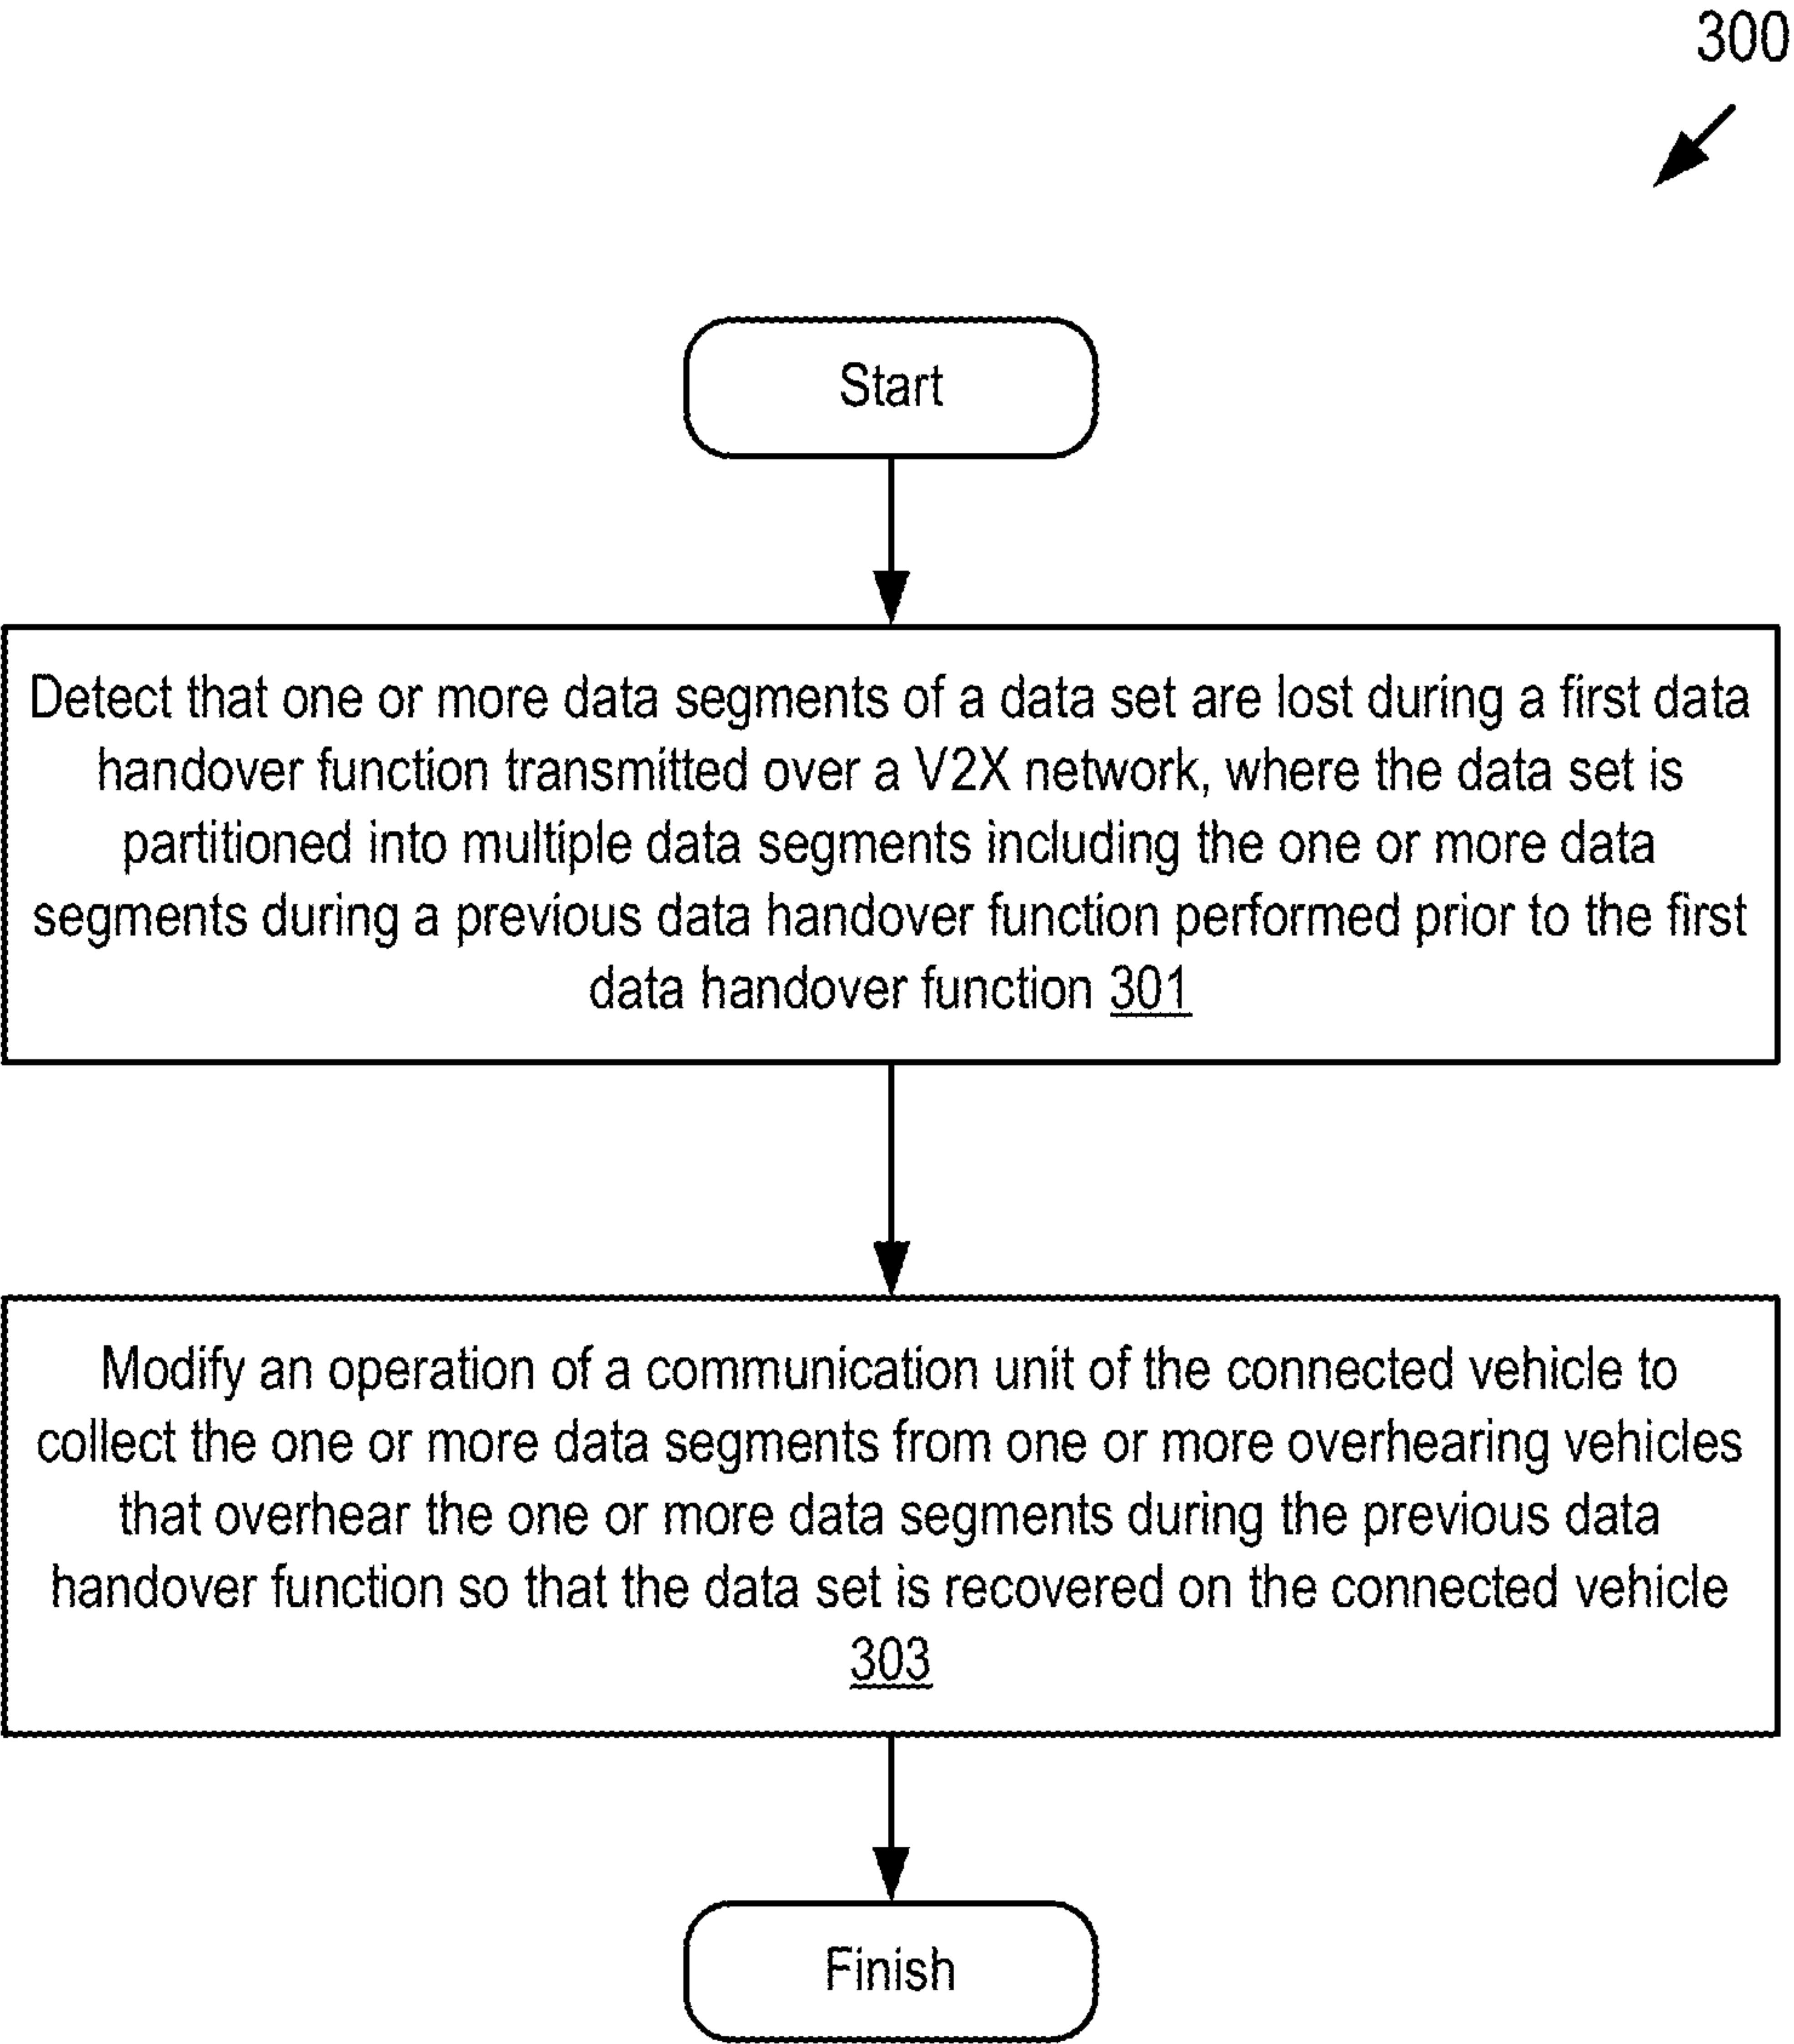 300
Start
Detect that one or more data segments of a data set are lost during a first data
handover function transmitted over a V2X network, where the data set is
partitioned into multiple data segments including the one or more data
segments during a previous data handover function performed prior to the first
data handover function 301
Modify an operation of a communication unit of the connected vehicle to
collect the one or more data segments from one or more overhearing vehicles
that overhear the one or more data segments during the previous data
handover function so that the data set is recovered on the connected vehicle
303
Finish